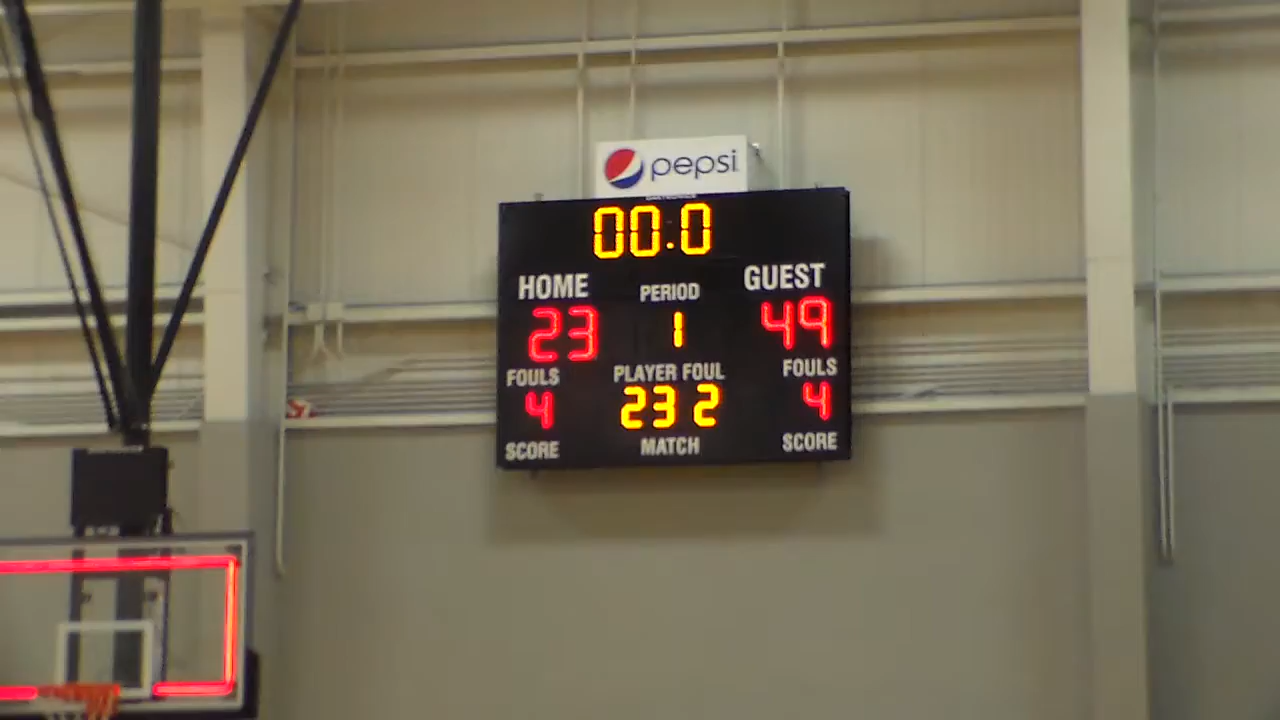 pepsi
00:0
HOME PERIOD GUEST
23 1 49
FOULS PLAYER FOUL FOULS
4 23 2 4
SCORE MATCH SCORE